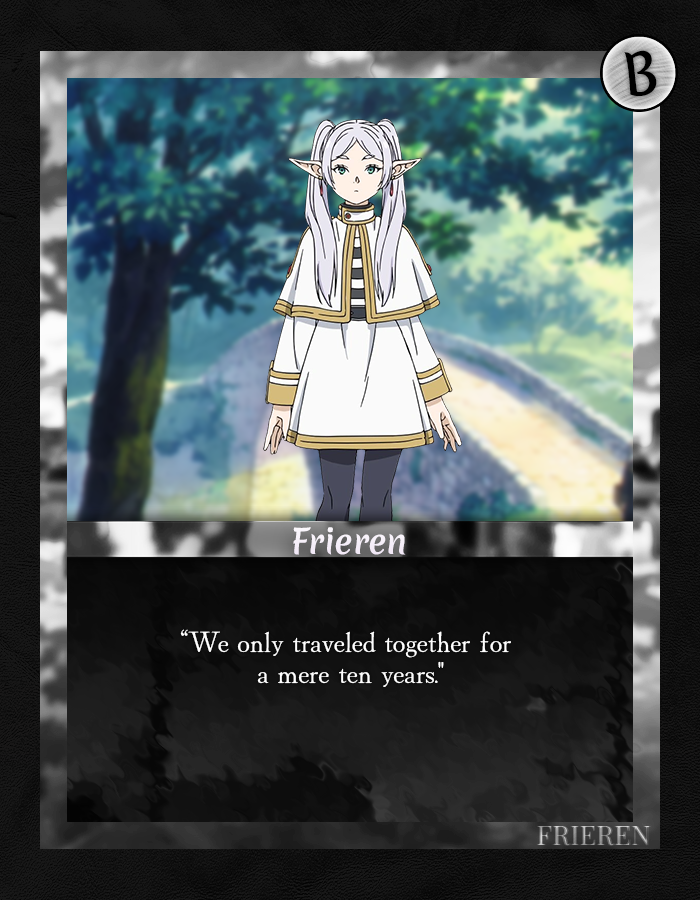 B
Frieren
“We only traveled together for
a mere ten years."
FRIEREN